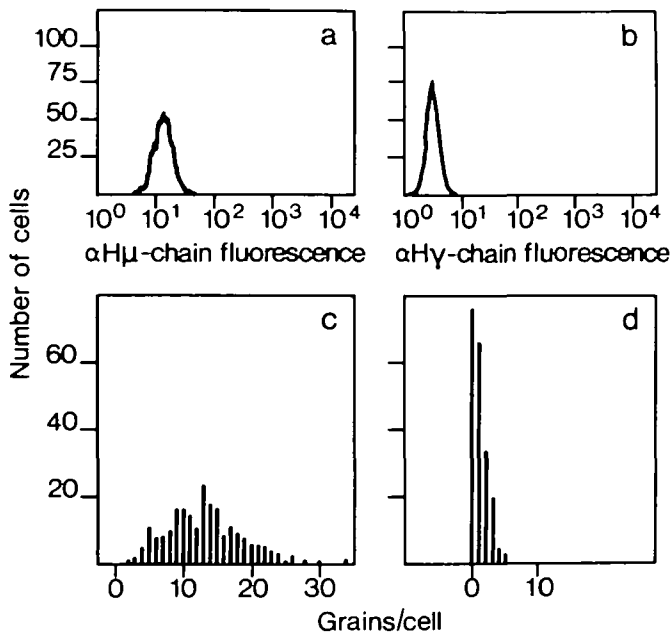 Number of cells
100
75
50
25
a
10⁰ 10¹ 10² 10³ 10⁴
αHμ-chain fluorescence
b
10⁰ 10¹ 10² 10³ 10⁴
αHγ-chain fluorescence
60
40
20
c
0 10 20 30
d
0 10
Grains/cell